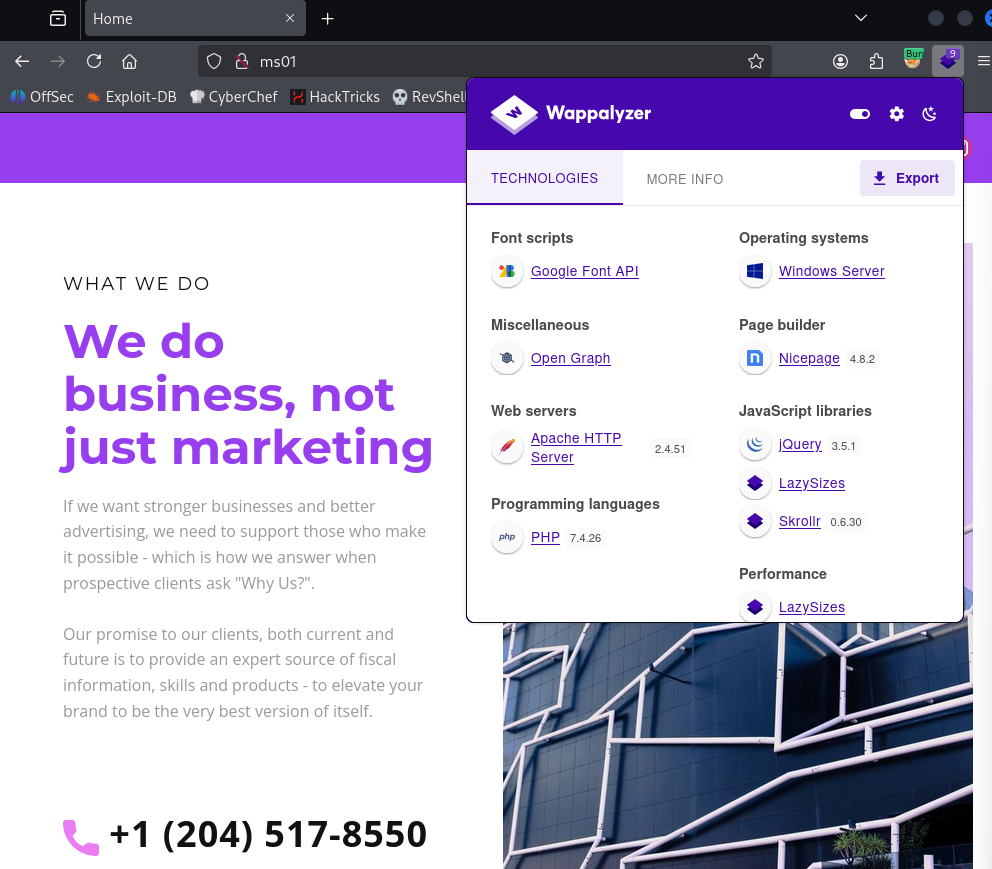 Home
ms01
Burp
9
OffSec
Exploit-DB
CyberChef
HackTricks
RevShell
Wappalyzer
TECHNOLOGIES
MORE INFO
Export
Font scripts
Google Font API
Miscellaneous
Open Graph
Web servers
Apache HTTP
Server
2.4.51
Programming languages
php
PHP
7.4.26
Operating systems
Windows Server
Page builder
Nicepage
4.8.2
JavaScript libraries
jQuery
3.5.1
LazySizes
Skrollr
0.6.30
Performance
LazySizes
WHAT WE DO
We do
business, not
just marketing
If we want stronger businesses and better
advertising, we need to support those who make
it possible - which is how we answer when
prospective clients ask "Why Us?".
Our promise to our clients, both current and
future is to provide an expert source of fiscal
information, skills and products - to elevate your
brand to be the very best version of itself.
+1 (204) 517-8550